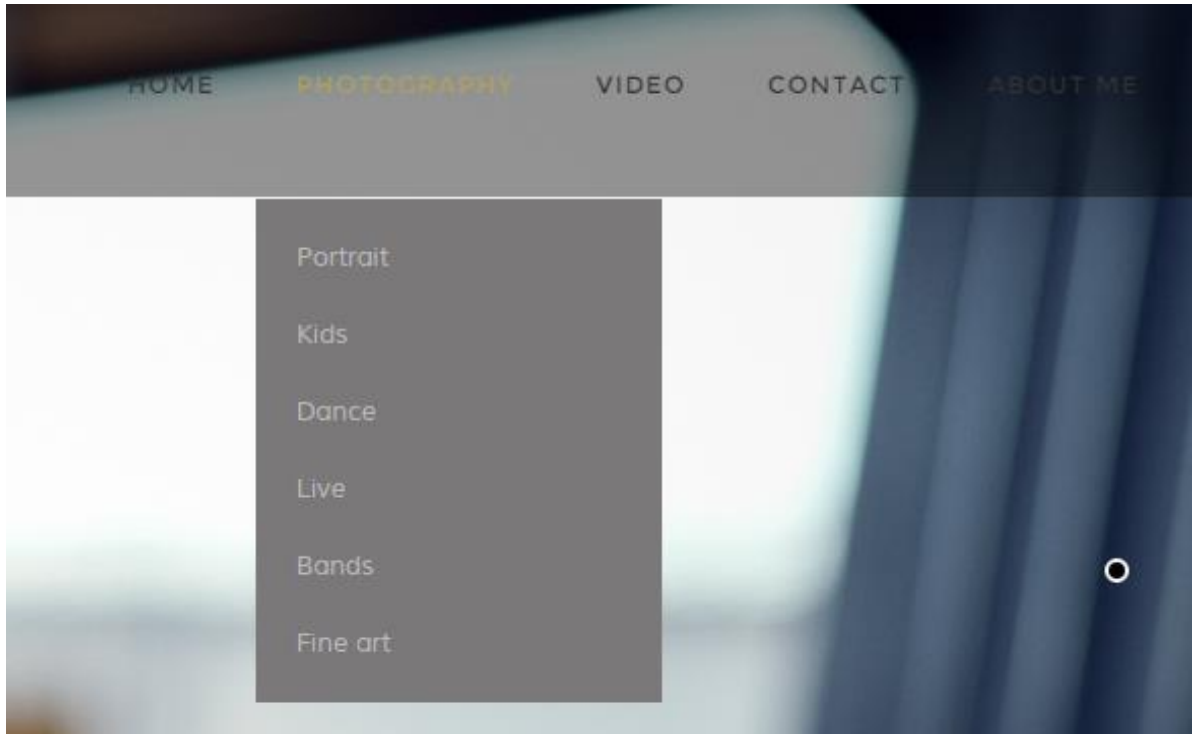 HOME PHOTOGRAPHY VIDEO CONTACT ABOUT ME
Portrait
Kids
Dance
Live
Bands
Fine art